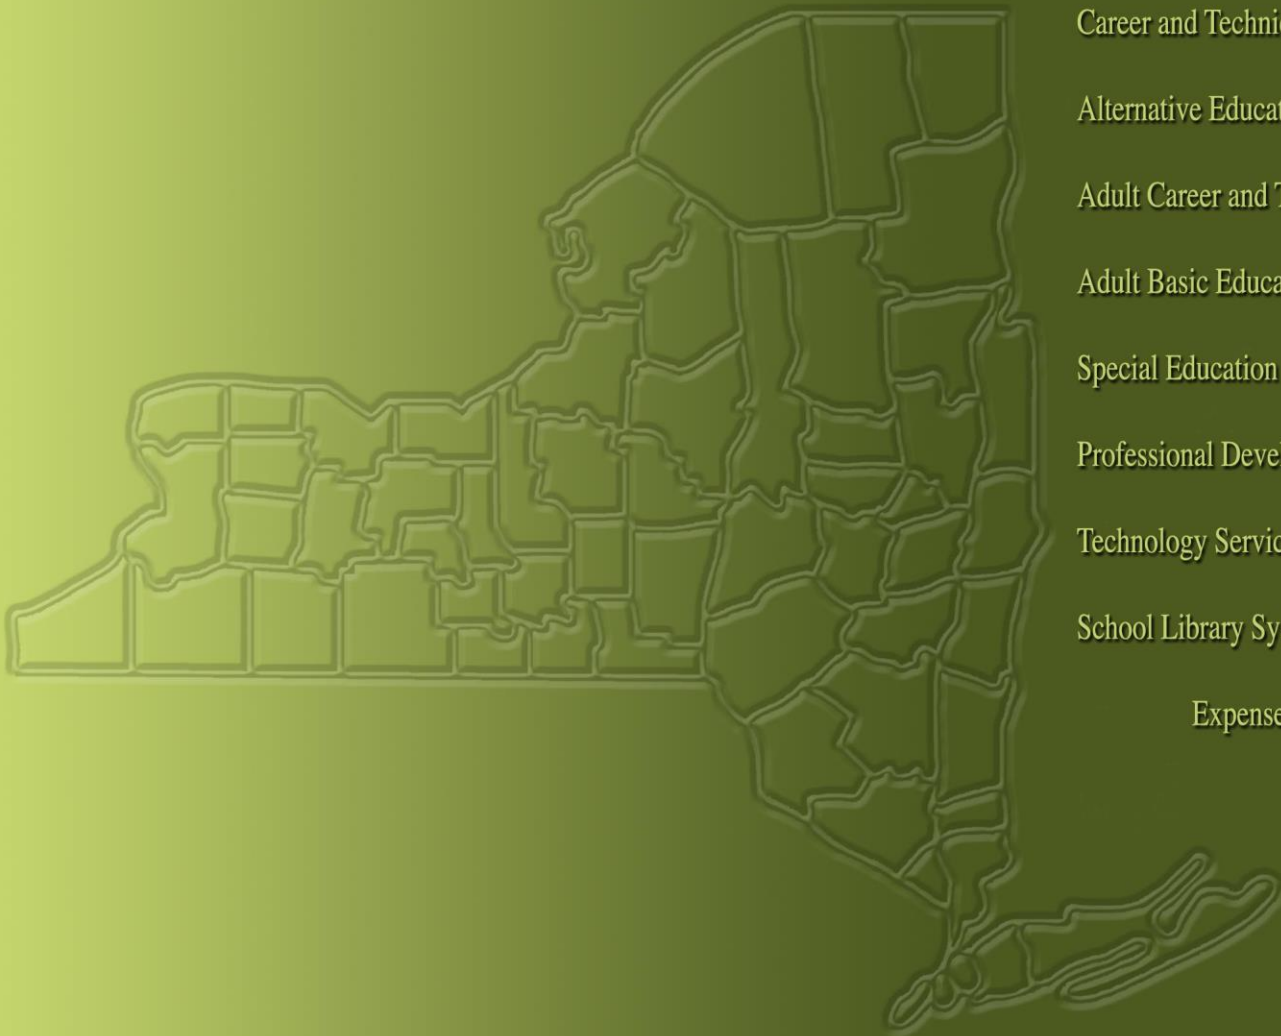 Career and Techni
Alternative Educat
Adult Career and T
Adult Basic Educa
Special Education
Professional Deve
Technology Servic
School Library Sy
Expense